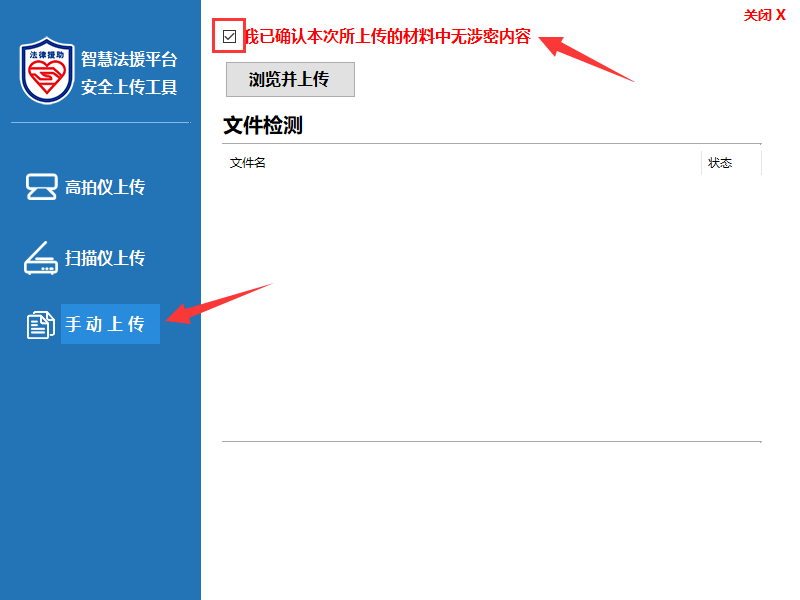 关闭 X
法律援助
智慧法援平台
安全上传工具
高拍仪上传
扫描仪上传
手动上传
我已确认本次所上传的材料中无涉密内容
浏览并上传
文件检测
文件名 状态